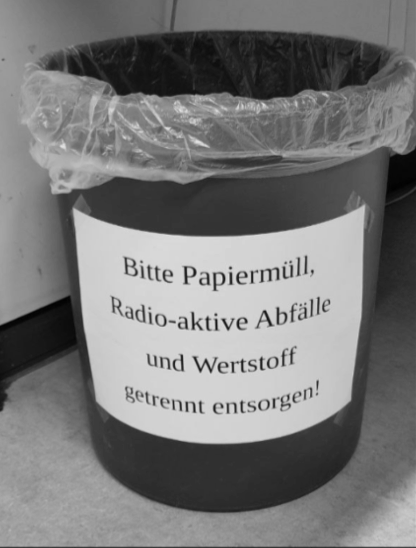 Bitte Papiermüll,
Radio-aktive Abfälle
und Wertstoff
getrennt entsorgen!